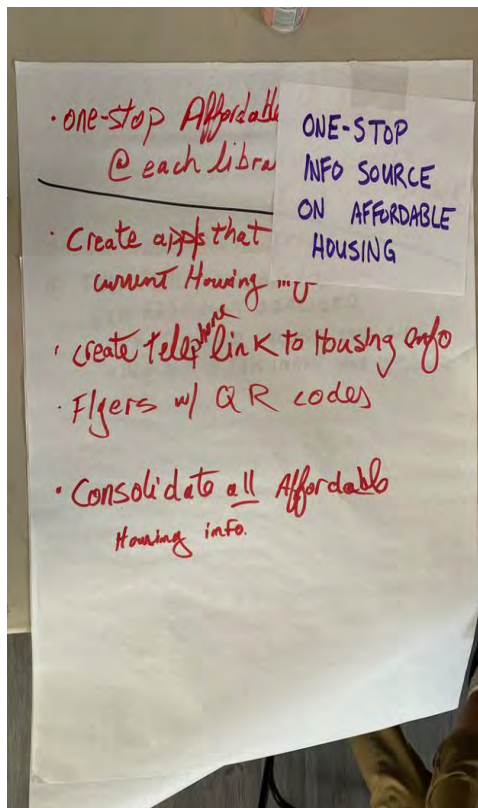 · one-stop Affordabl
@ each libra
ONE-STOP
INFO SOURCE
ON AFFORDABLE
HOUSING
· Create apps that
current Housing
· create telephone link to Housing info
· Flyers w/ QR codes
· Consolidate all Affordable
Housing info.